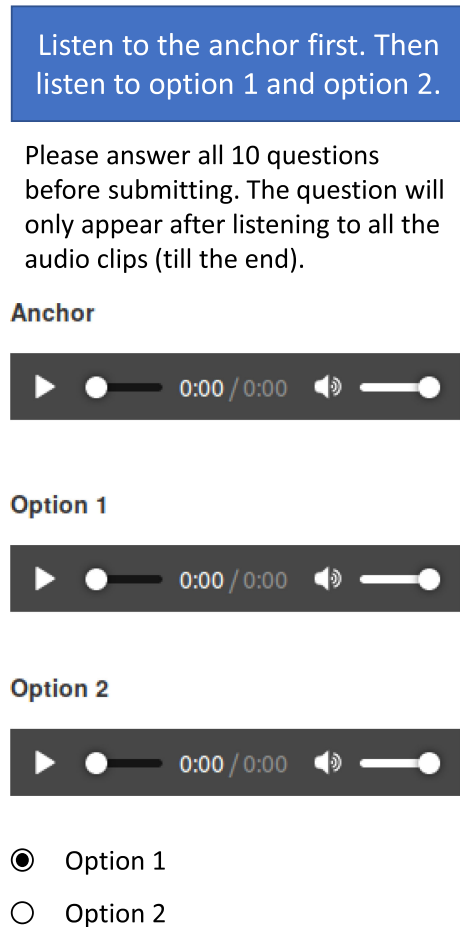 Listen to the anchor first. Then
listen to option 1 and option 2.
Please answer all 10 questions
before submitting. The question will
only appear after listening to all the
audio clips (till the end).
Anchor
0:00 / 0:00
Option 1
0:00 / 0:00
Option 2
0:00 / 0:00
Option 1
Option 2